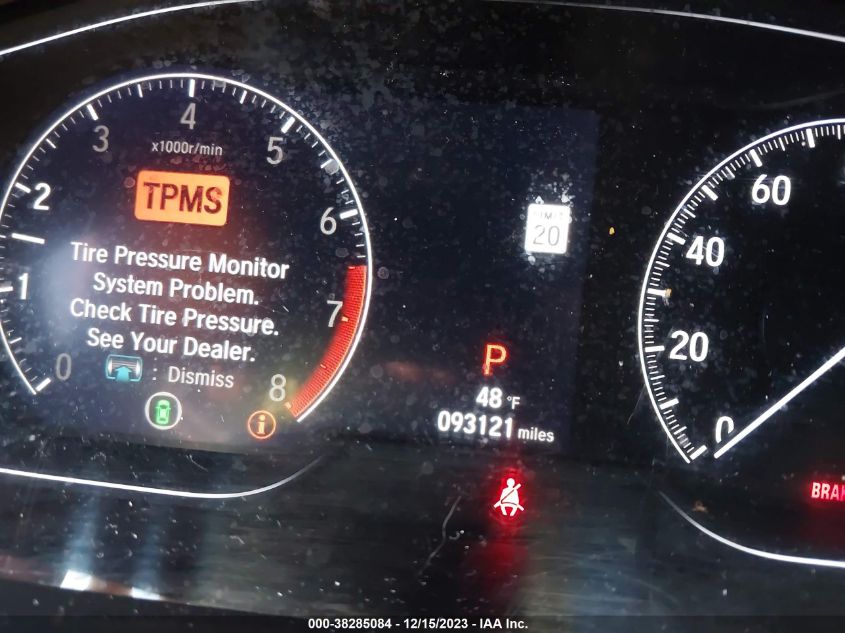 4
3
5
x1000r/min
TPMS
2
6
Tire Pressure Monitor
System Problem.
Check Tire Pressure.
See Your Dealer.
1
7
0
: Dismiss
8
i
LIMIT
20
P
48 °F
093121 miles
60
40
20
0
BRA
000-38285084 - 12/15/2023 - IAA Inc.